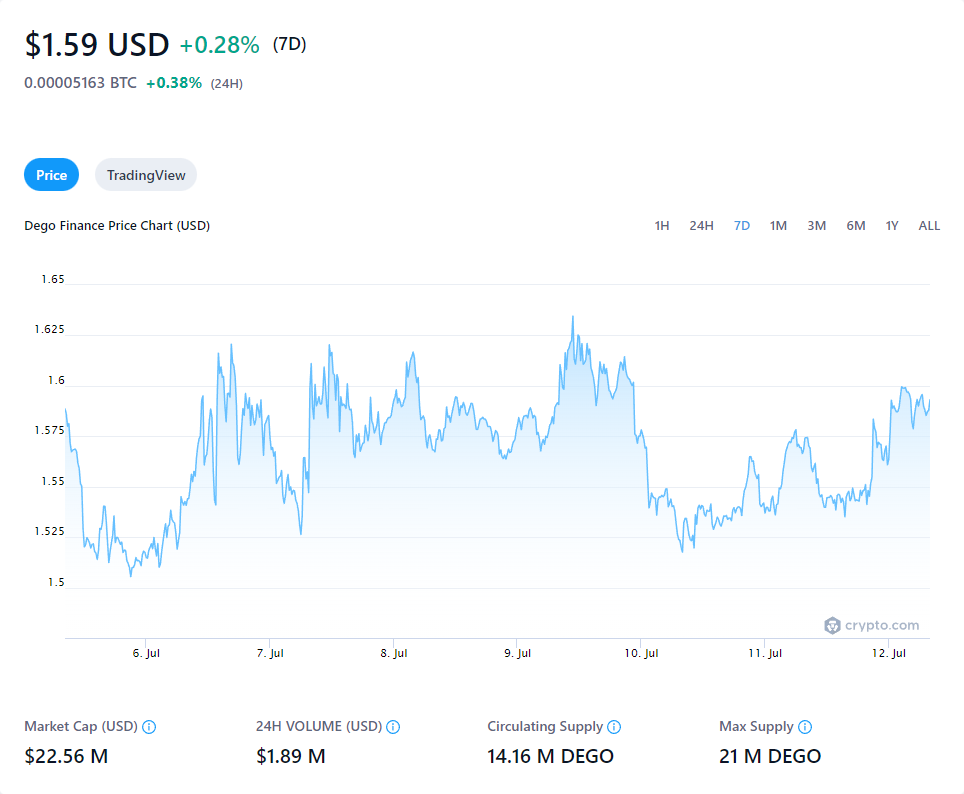 $1.59 USD +0.28% (7D)
0.00005163 BTC +0.38% (24H)
Price TradingView
Dego Finance Price Chart (USD) 1H 24H 7D 1M 3M 6M 1Y ALL
1.65
1.625
1.6
1.575
1.55
1.525
1.5
crypto.com
6. Jul 7. Jul 8. Jul 9. Jul 10. Jul 11. Jul 12. Jul
Market Cap (USD) 24H VOLUME (USD) Circulating Supply Max Supply
$22.56 M $1.89 M 14.16 M DEGO 21 M DEGO